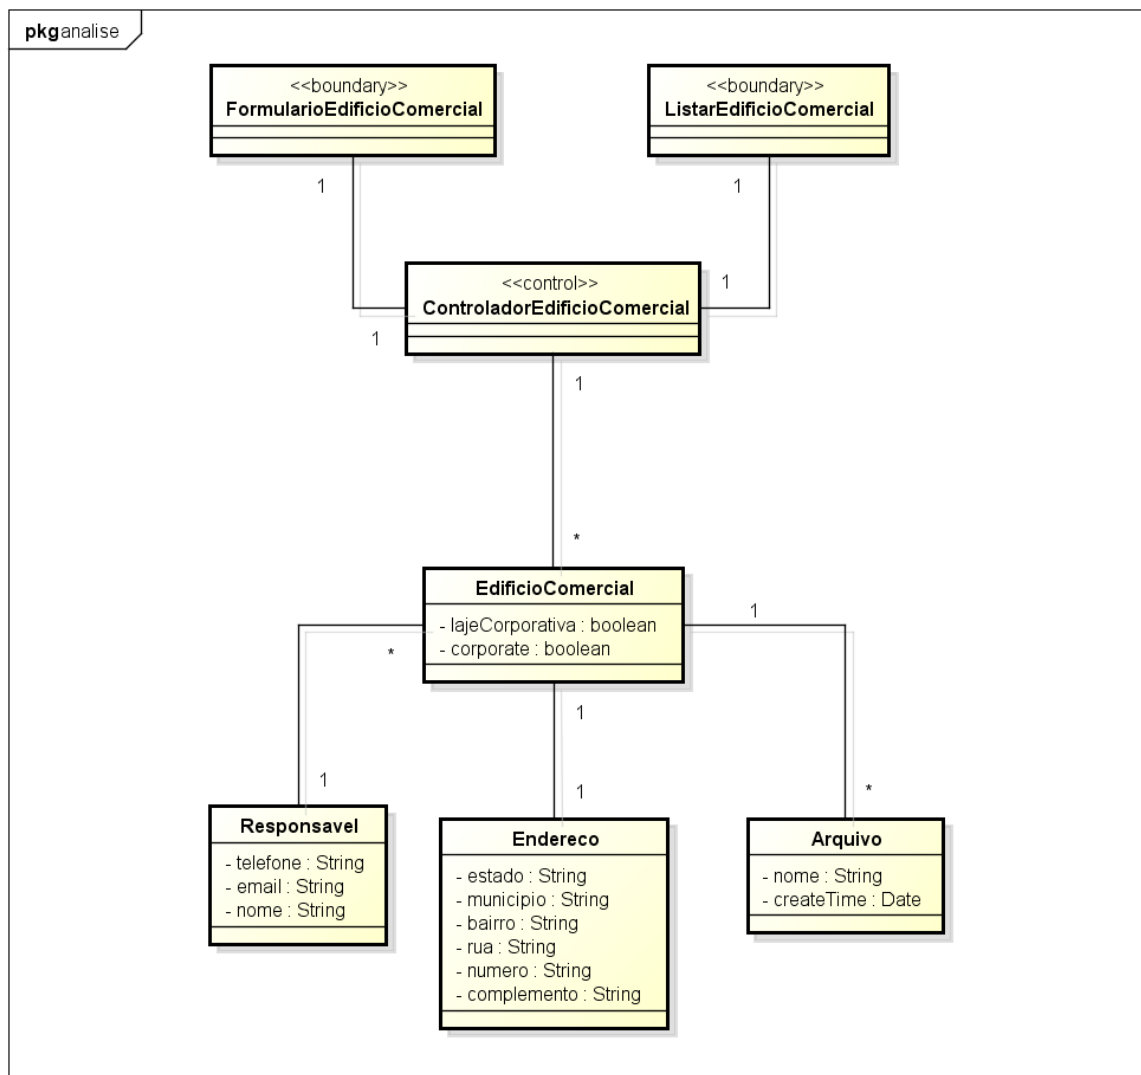 pkg analise
<<boundary>>
FormularioEdificioComercial
<<boundary>>
ListarEdificioComercial
1
1
<<control>>
ControladorEdificioComercial
1
1
1
*
EdificioComercial
- lajeCorporativa : boolean
- corporate : boolean
1
*
1
1
1
*
Responsavel
- telefone : String
- email : String
- nome : String
Endereco
- estado : String
- municipio : String
- bairro : String
- rua : String
- numero : String
- complemento : String
Arquivo
- nome : String
- createTime : Date